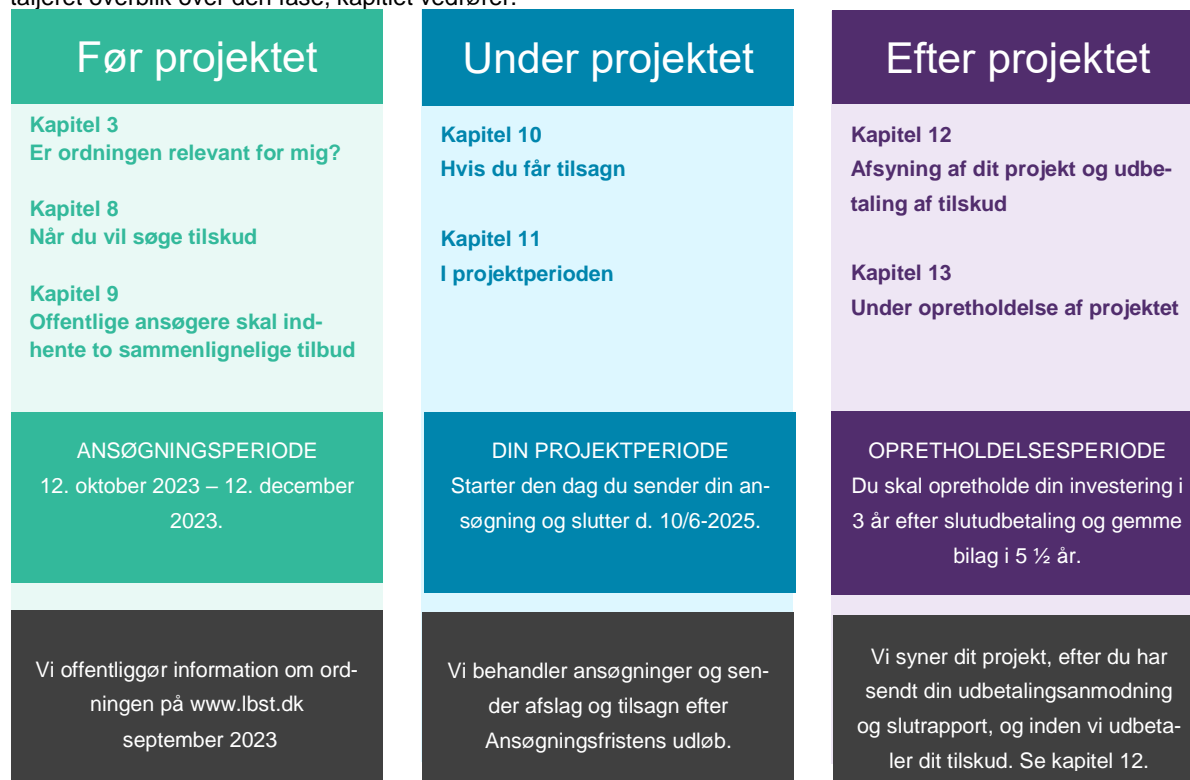 taljeret overblik over den fase, kapitlet vedrører.
Før projektet
Kapitel 3
Er ordningen relevant for mig?
Kapitel 8
Når du vil søge tilskud
Kapitel 9
Offentlige ansøgere skal ind-
hente to sammenlignelige tilbud
ANSØGNINGSPERIODE
12. oktober 2023 – 12. december
2023.
Vi offentliggør information om ord-
ningen på www.lbst.dk
september 2023
Under projektet
Kapitel 10
Hvis du får tilsagn
Kapitel 11
I projektperioden
DIN PROJEKTPERIODE
Starter den dag du sender din an-
søgning og slutter d. 10/6-2025.
Vi behandler ansøgninger og sen-
der afslag og tilsagn efter
Ansøgningsfristens udløb.
Efter projektet
Kapitel 12
Afsyning af dit projekt og udbe-
taling af tilskud
Kapitel 13
Under opretholdelse af projektet
OPRETHOLDELSESPERIODE
Du skal opretholde din investering i
3 år efter slutudbetaling og gemme
bilag i 5 ½ år.
Vi syner dit projekt, efter du har
sendt din udbetalingsanmodning
og slutrapport, og inden vi udbeta-
ler dit tilskud. Se kapitel 12.